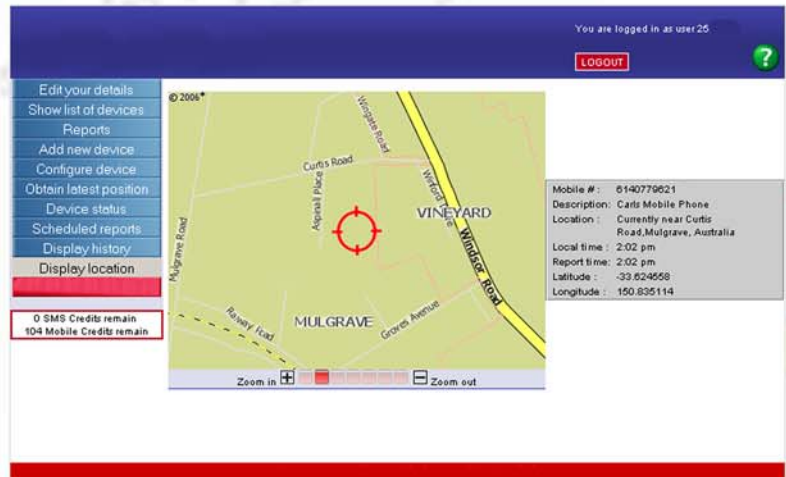 You are logged in as user25
LOGOUT
?
Edit your details
Show list of devices
Reports
Add new device
Configure device
Obtain latest position
Device status
Scheduled reports
Display history
Display location
0 SMS Credits remain
104 Mobile Credits remain
© 2006
Wingate Road
Curtis Road
Aspinall Place
VINEYARD
Mulgrave Road
Windsor Road
MULGRAVE
Groves Avenue
Zoom in
Zoom out
Mobile # : 6140779621
Description: Carls Mobile Phone
Location : Currently near Curtis
Road,Mulgrave, Australia
Local time : 2:02 pm
Report time: 2:02 pm
Latitude : -33.624558
Longitude : 150.835114